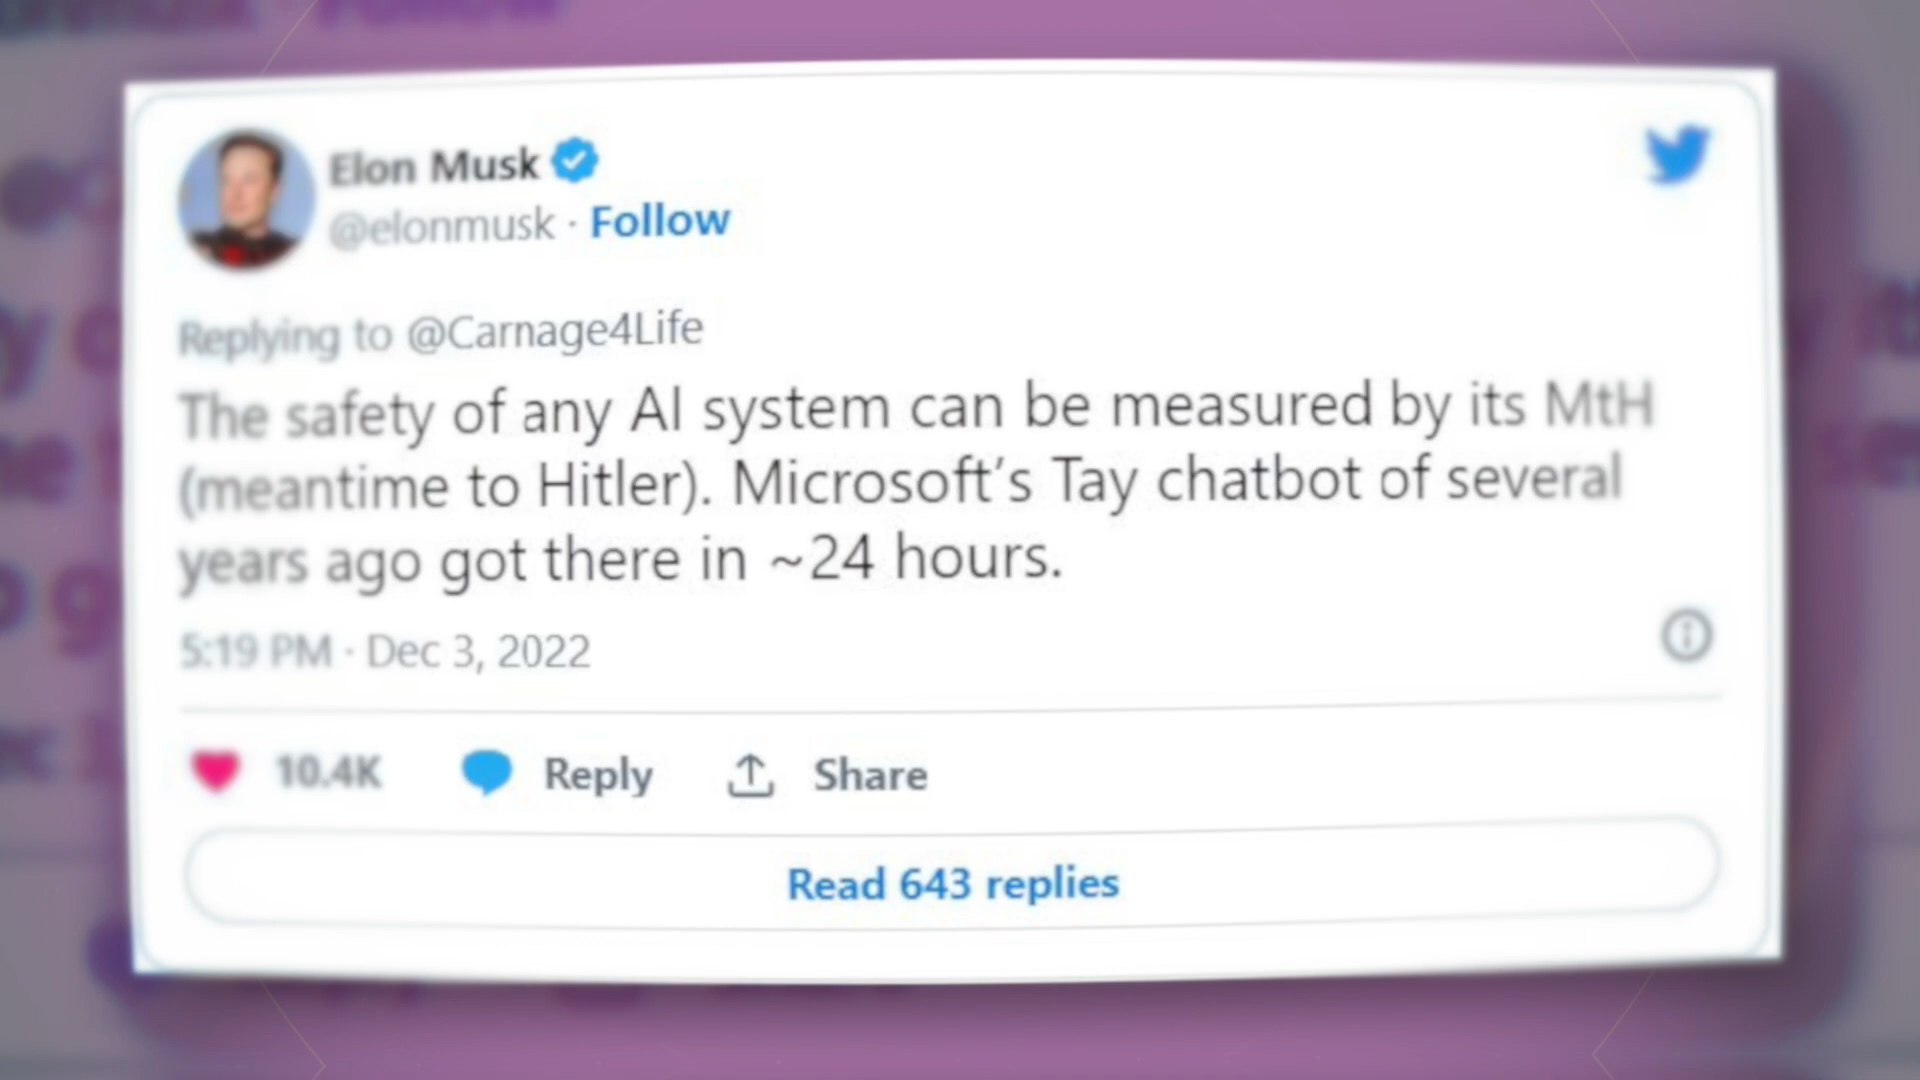 Elon Musk
@elonmusk · Follow
Replying to @Carnage4Life
The safety of any AI system can be measured by its MtH
(meantime to Hitler). Microsoft's Tay chatbot of several
years ago got there in ~24 hours.
5:19 PM · Dec 3, 2022
10.4K Reply Share
Read 643 replies